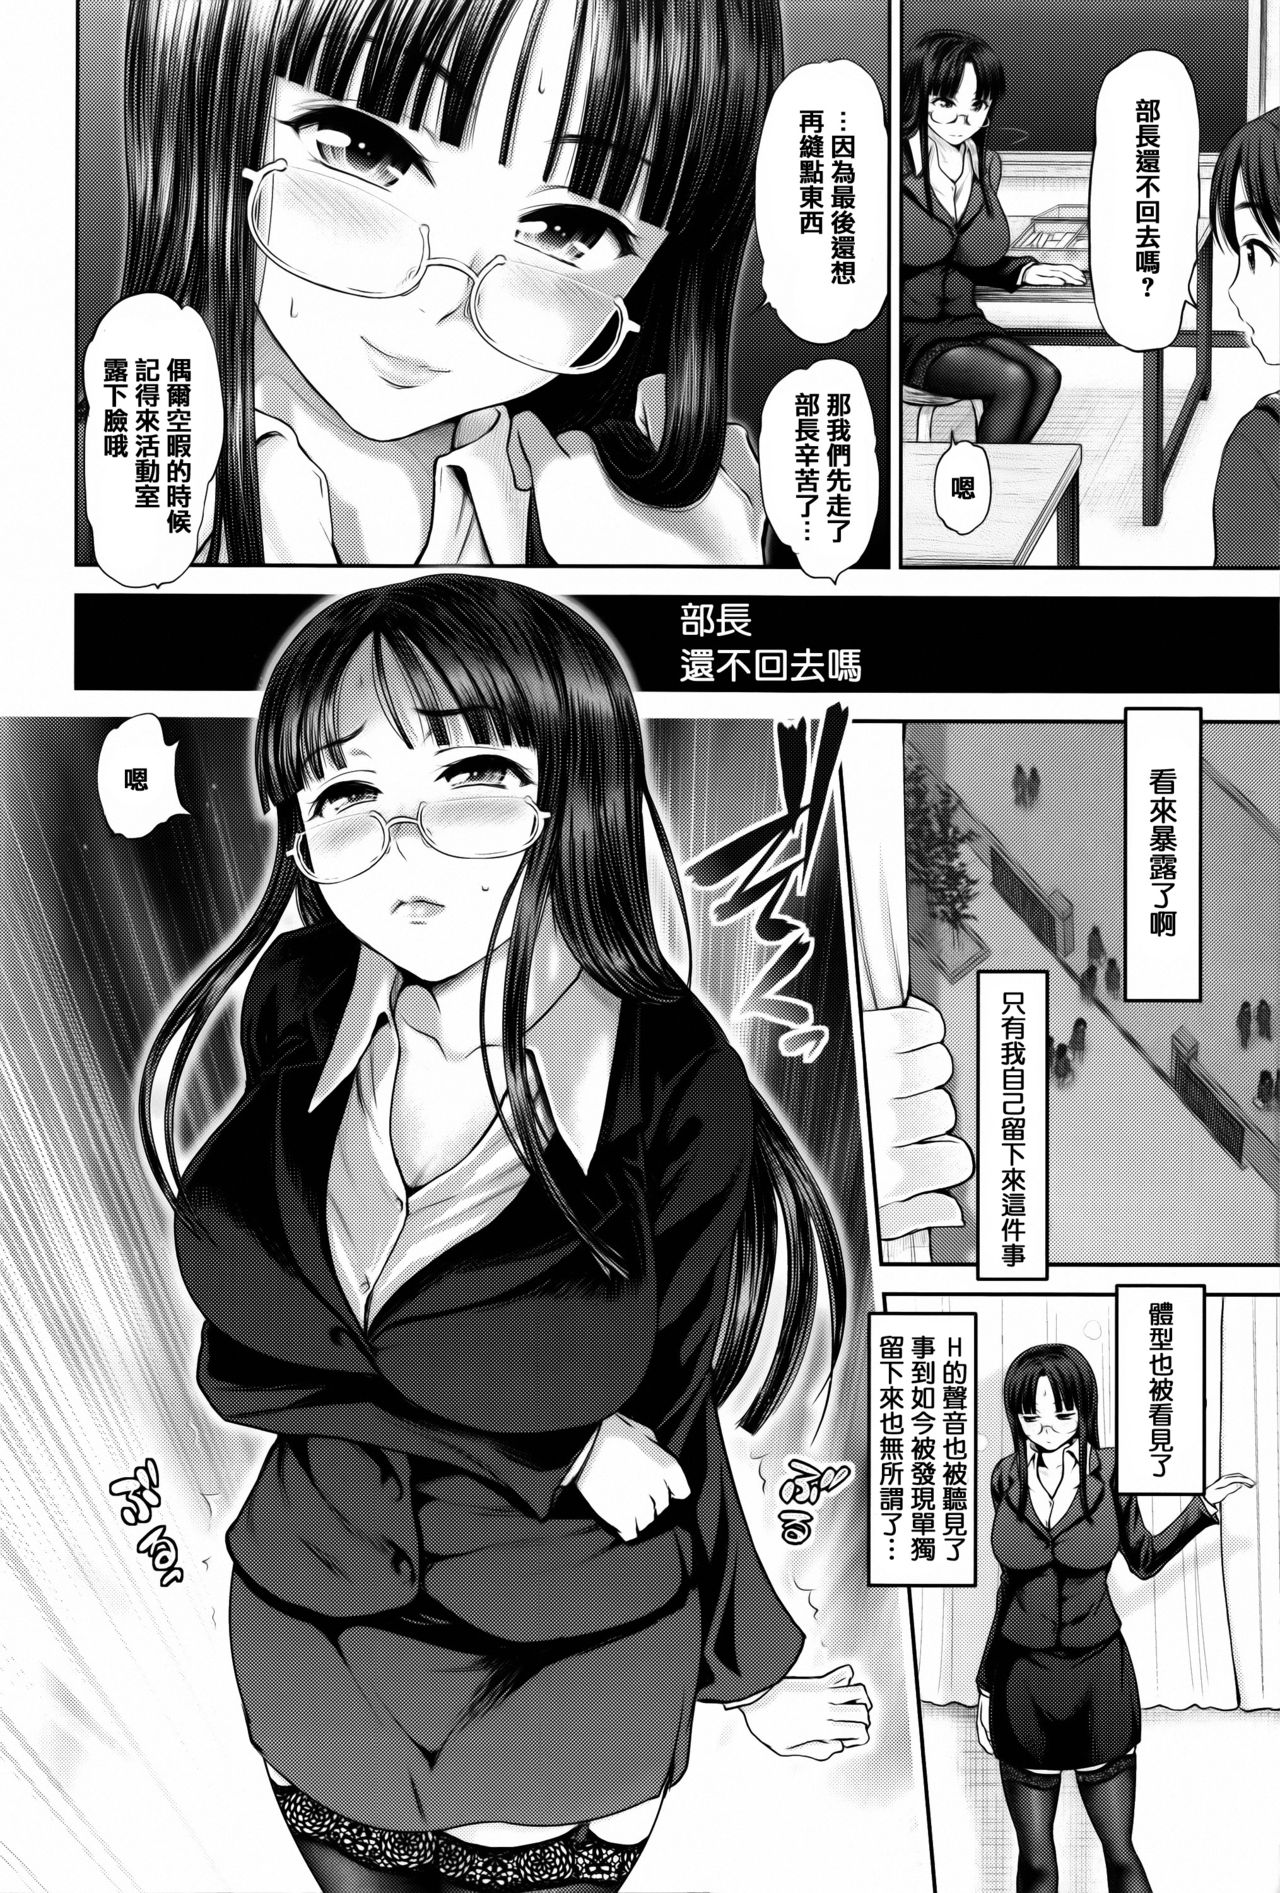 部長還不回去嗎?
嗯
…因為最後還想
再縫點東西
那我們先走了
部長辛苦了…
偶爾空暇的時候
記得來活動室
露下臉哦
部長
還不回去嗎
看來暴露了啊
只有我自己留下來這件事
體型也被看見了
H的聲音也被聽見了
事到如今被發現單獨
留下來也無所謂了…
嗯
ぶる
ぶるっ